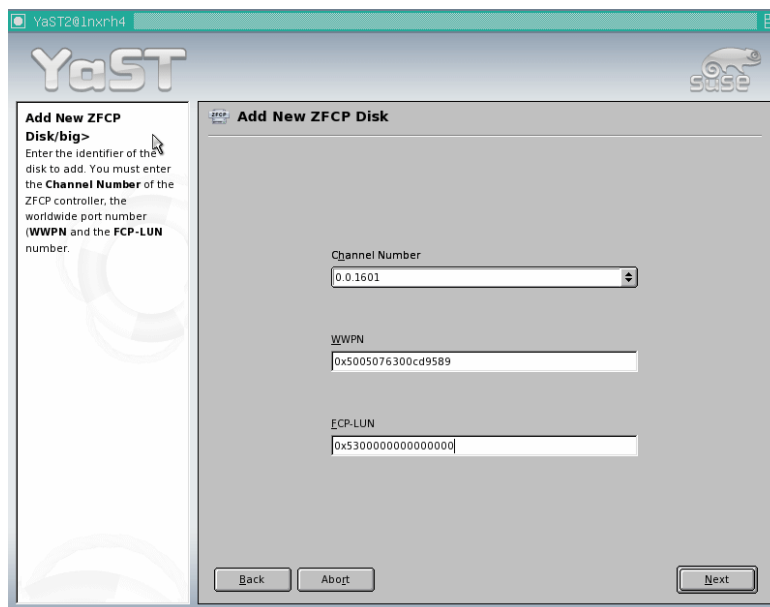 YaST2@lnxrh4
YaST
SUSE
Add New ZFCP
Disk/big>
Enter the identifier of the
disk to add. You must enter
the Channel Number of the
ZFCP controller, the
worldwide port number
(WWPN and the FCP-LUN
number.
ZFCP
Add New ZFCP Disk
Channel Number
0.0.1601
WWPN
0x5005076300cd9589
FCP-LUN
0x5300000000000000
Back
Abort
Next